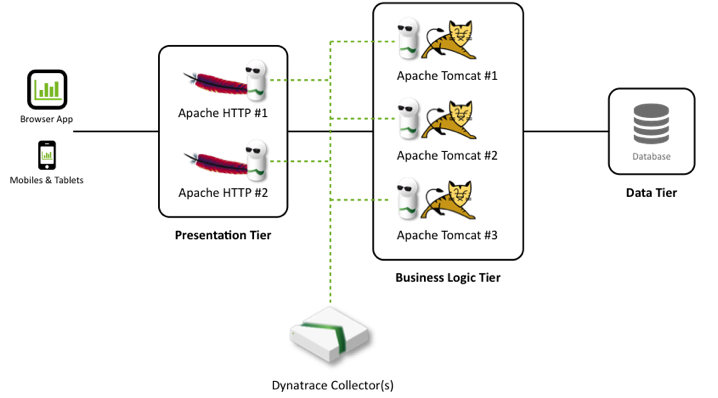 Browser App
Mobiles & Tablets
Apache HTTP #1
Apache HTTP #2
Presentation Tier
Apache Tomcat #1
Apache Tomcat #2
Apache Tomcat #3
Business Logic Tier
Database
Data Tier
Dynatrace Collector(s)